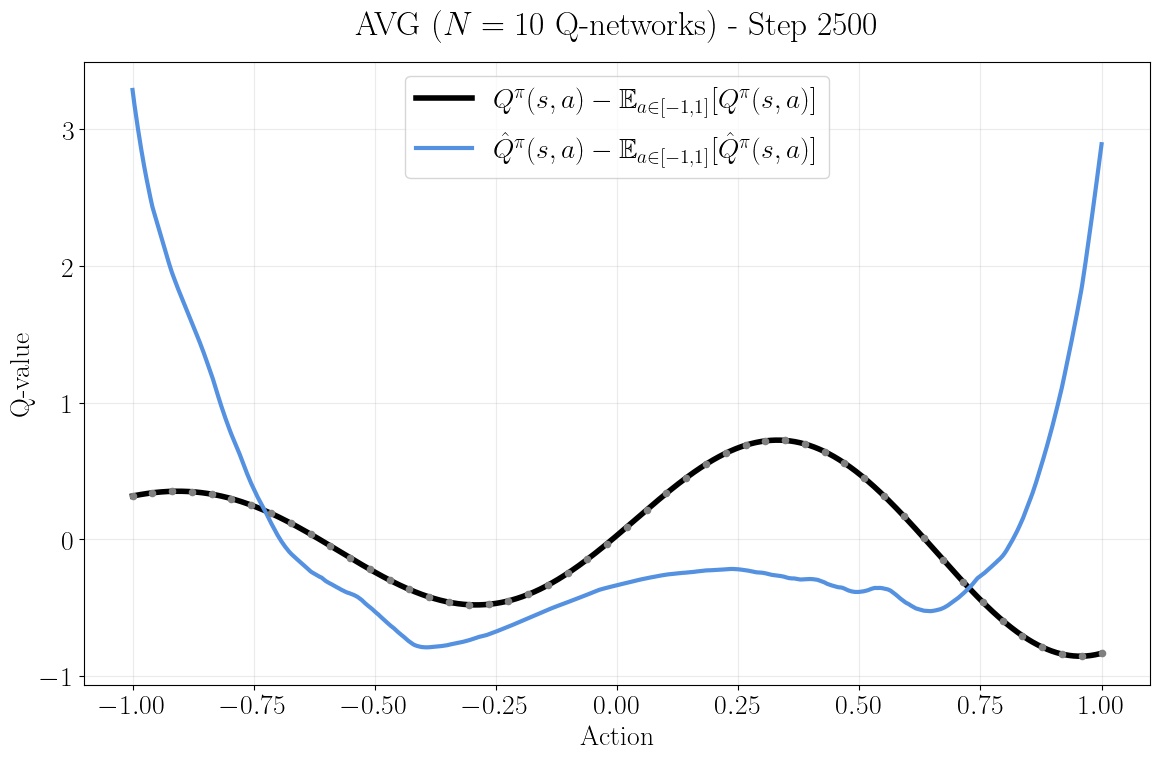 AVG (N = 10 Q-networks) - Step 2500
Q^π(s, a) − 𝔼_{a∈[−1,1]}[Q^π(s, a)]
Q̂^π(s, a) − 𝔼_{a∈[−1,1]}[Q̂^π(s, a)]
Q-value
3
2
1
0
−1
−1.00 −0.75 −0.50 −0.25 0.00 0.25 0.50 0.75 1.00
Action